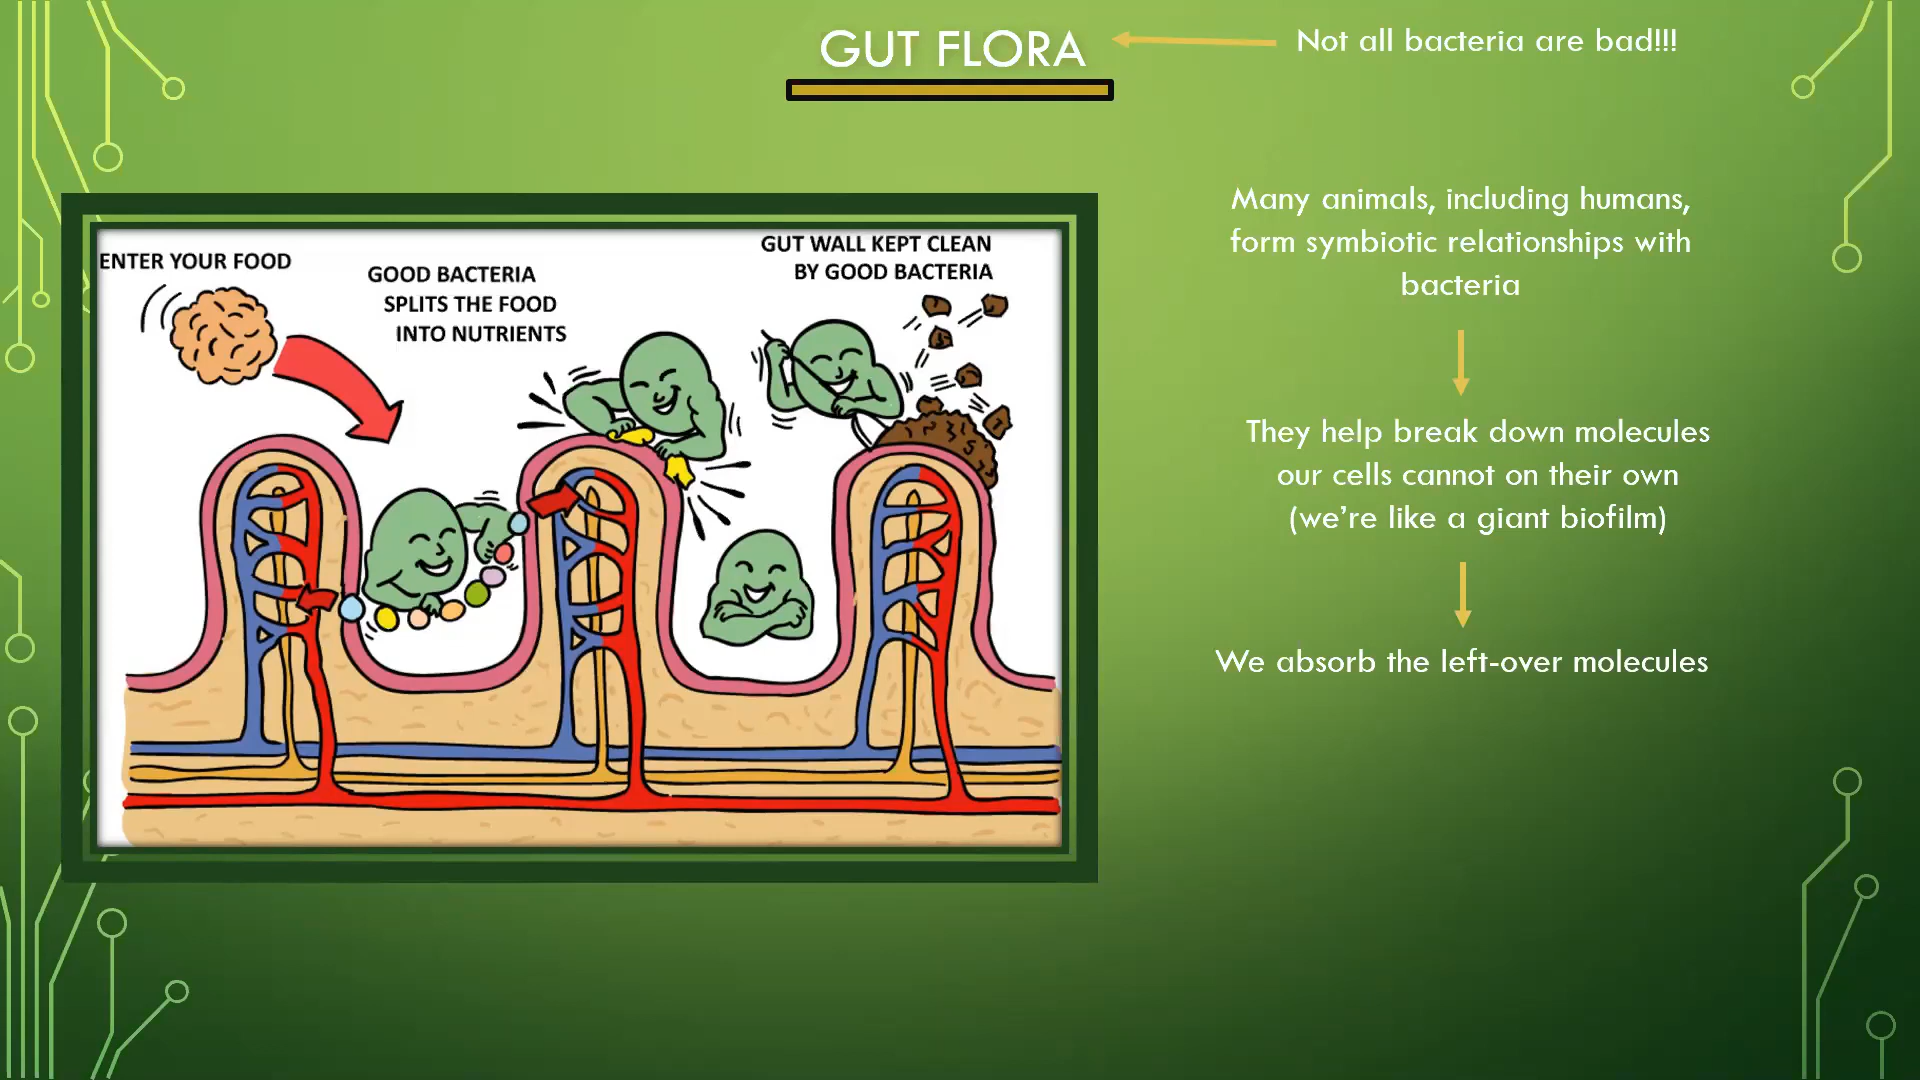 GUT FLORA
Not all bacteria are bad!!!
ENTER YOUR FOOD
GOOD BACTERIA
SPLITS THE FOOD
INTO NUTRIENTS
GUT WALL KEPT CLEAN
BY GOOD BACTERIA
Many animals, including humans,
form symbiotic relationships with
bacteria
They help break down molecules
our cells cannot on their own
(we’re like a giant biofilm)
We absorb the left-over molecules